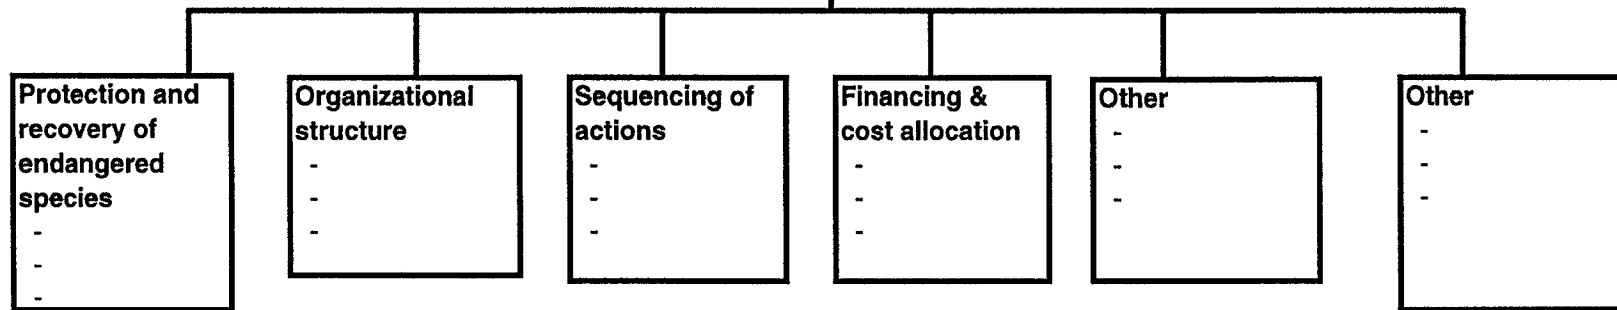 Protection and
recovery of
endangered
species
-
-
-
Organizational
structure
-
-
-
Sequencing of
actions
-
-
-
Financing &
cost allocation
-
-
-
Other
-
-
-
Other
-
-
-